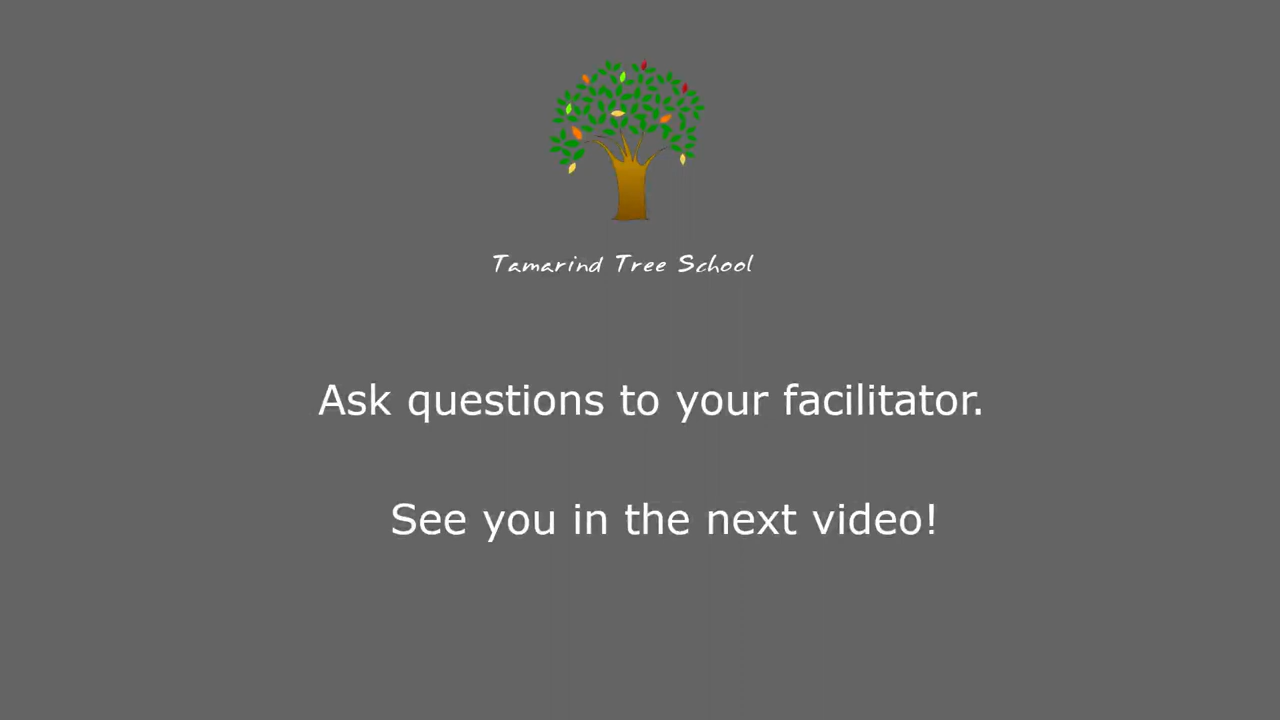 Tamarind Tree School
Ask questions to your facilitator.
See you in the next video!